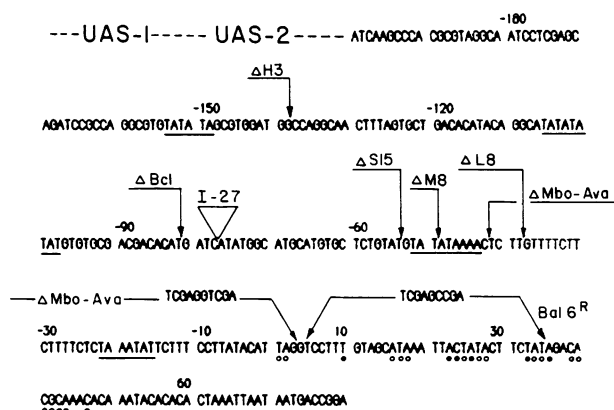 ---UAS-1----UAS-2---- ATCAAGCCCA CGCGTAGGCA ATCCTCGAGC
-180
ΔH3
-150 -120
AGATCCGCCA GGCGTGTATA TAGCGTGGAT GGCCAGGCAA CTTTAGTGCT GACACATACA GGCATATATA
ΔBcl I-27 ΔS15 ΔM8 ΔL8 ΔMbo-Ava
-90 -60
TATGTGTGCG ACGACACATG ATCATATGGC ATGCATGTGC TCTGTATGTA TATAAAACTC TTGTTTTCTT
ΔMbo-Ava TCGAGGTCGA TCGAGCCGA Bal 6R
-30 -10 10 30
CTTTTCTCTA AATATTCTTT CCTTATACAT TAGGTCCTTT GTAGCATAAA TTACTATACT TCTATAGACA
60
CGCAAACACA AATACACACA CTAAATTAAT AATGACCGGA